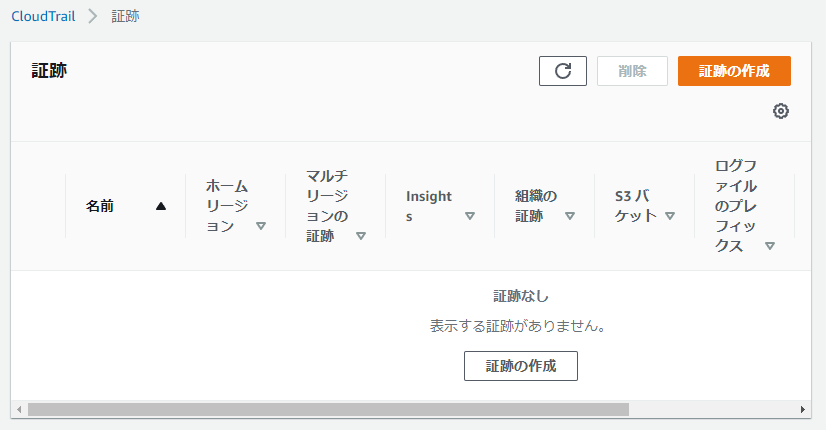 CloudTrail > 証跡
証跡
削除
証跡の作成
名前
ホーム
リージ
ョン
マルチ
リージ
ョンの
証跡
Insight
s
組織の
証跡
S3 バ
ケット
ログフ
ァイル
のプレ
フィッ
クス
証跡なし
表示する証跡がありません。
証跡の作成